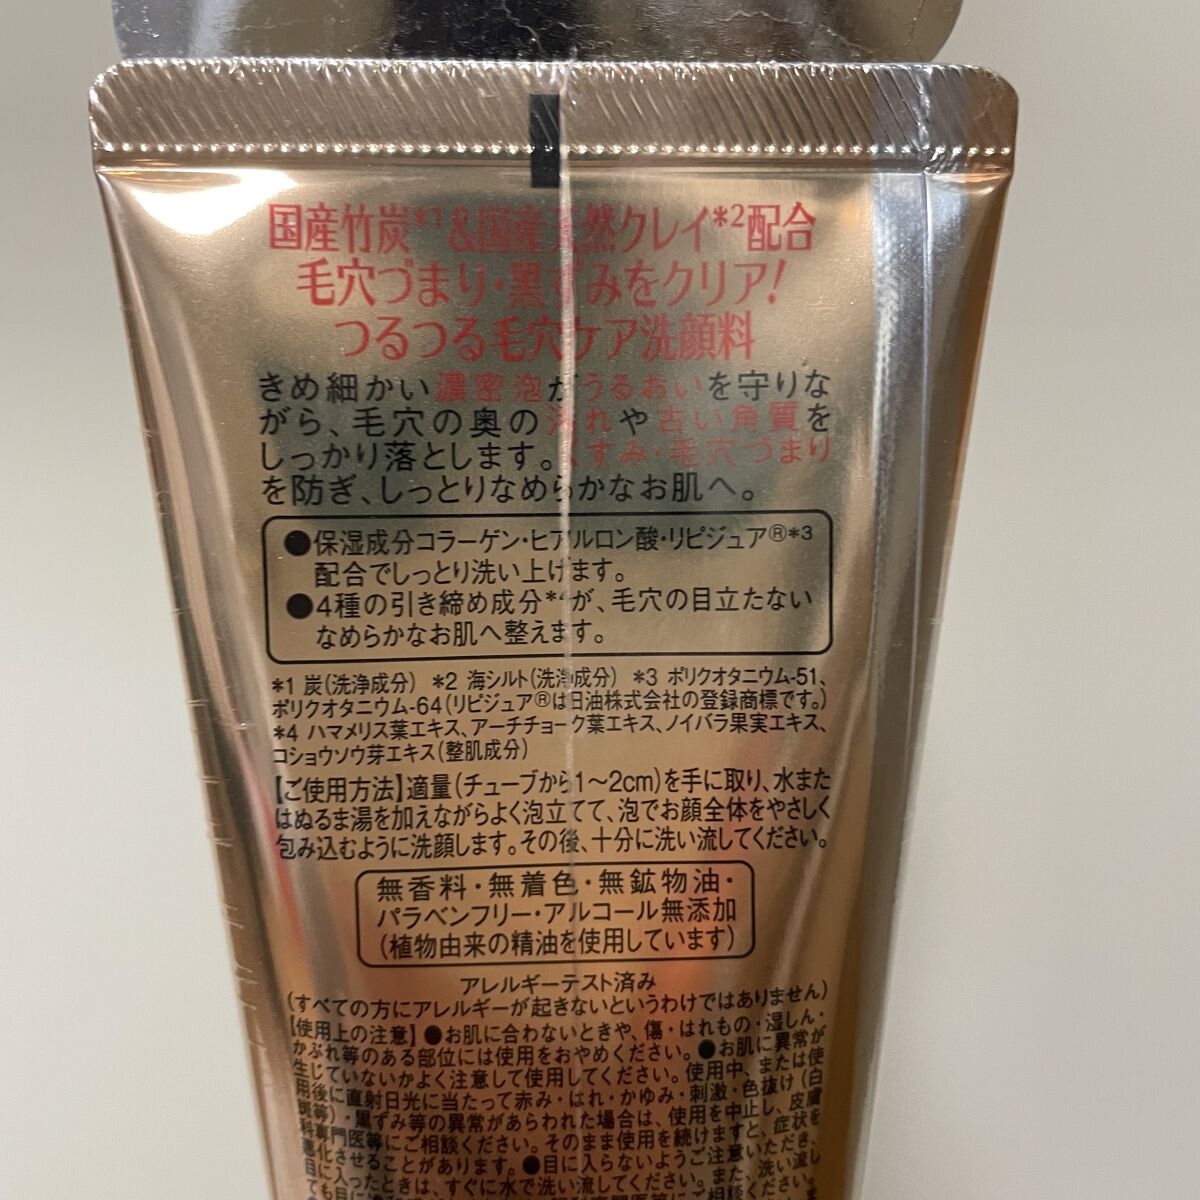 国産竹炭*1&国産天然クレイ*2配合
毛穴づまり・黒ずみをクリア!
つるつる毛穴ケア洗顔料
きめ細かい濃密泡がうるおいを守りな
がら、毛穴の奥の汚れや古い角質を
しっかり落とします。くすみ・毛穴づまり
を防ぎ、しっとりなめらかなお肌へ。
●保湿成分コラーゲン・ヒアルロン酸・リピジュア®*3
配合でしっとり洗い上げます。
●4種の引き締め成分*4が、毛穴の目立たない
なめらかなお肌へ整えます。
*1 炭(洗浄成分) *2 海シルト(洗浄成分) *3 ポリクオタニウム-51、
ポリクオタニウム-64(リピジュア®は日油株式会社の登録商標です。)
*4 ハマメリス葉エキス、アーチチョーク葉エキス、ノイバラ果実エキス、
コショウソウ芽エキス(整肌成分)
【ご使用方法】適量(チューブから1~2cm)を手に取り、水また
はぬるま湯を加えながらよく泡立てて、泡でお顔全体をやさしく
包み込むように洗顔します。その後、十分に洗い流してください。
無香料・無着色・無鉱物油・
パラベンフリー・アルコール無添加
(植物由来の精油を使用しています)
アレルギーテスト済み
(すべての方にアレルギーが起きないというわけではありません)
【使用上の注意】●お肌に合わないときや、傷・はれもの・湿しん・
かぶれ等のある部位には使用をおやめください。●お肌に異常が
生じていないかよく注意して使用してください。使用中、または使
用後に直射日光に当たって赤み・はれ・かゆみ・刺激・色抜け(白
斑等)・黒ずみ等の異常があらわれた場合は、使用を中止し、皮膚
科専門医等にご相談ください。そのまま使用を続けますと、症状を
悪化させることがあります。●目に入らないようご注意いただき、
目に入ったときは、すぐに水で洗い流してください。また、洗い流し